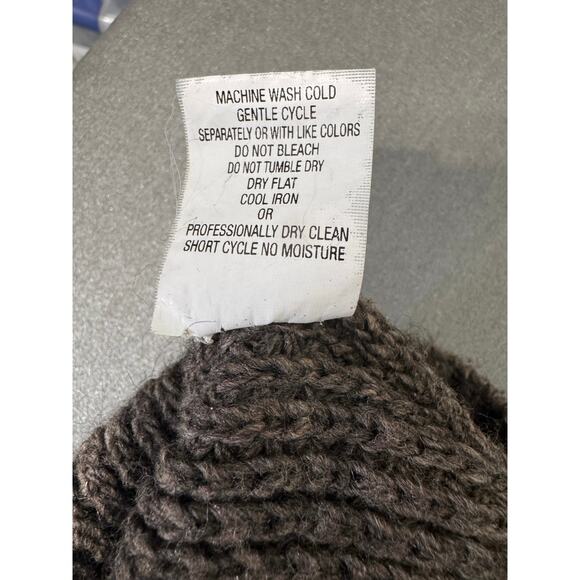 MACHINE WASH COLD
GENTLE CYCLE
SEPARATELY OR WITH LIKE COLORS
DO NOT BLEACH
DO NOT TUMBLE DRY
DRY FLAT
COOL IRON
OR
PROFESSIONALLY DRY CLEAN
SHORT CYCLE NO MOISTURE